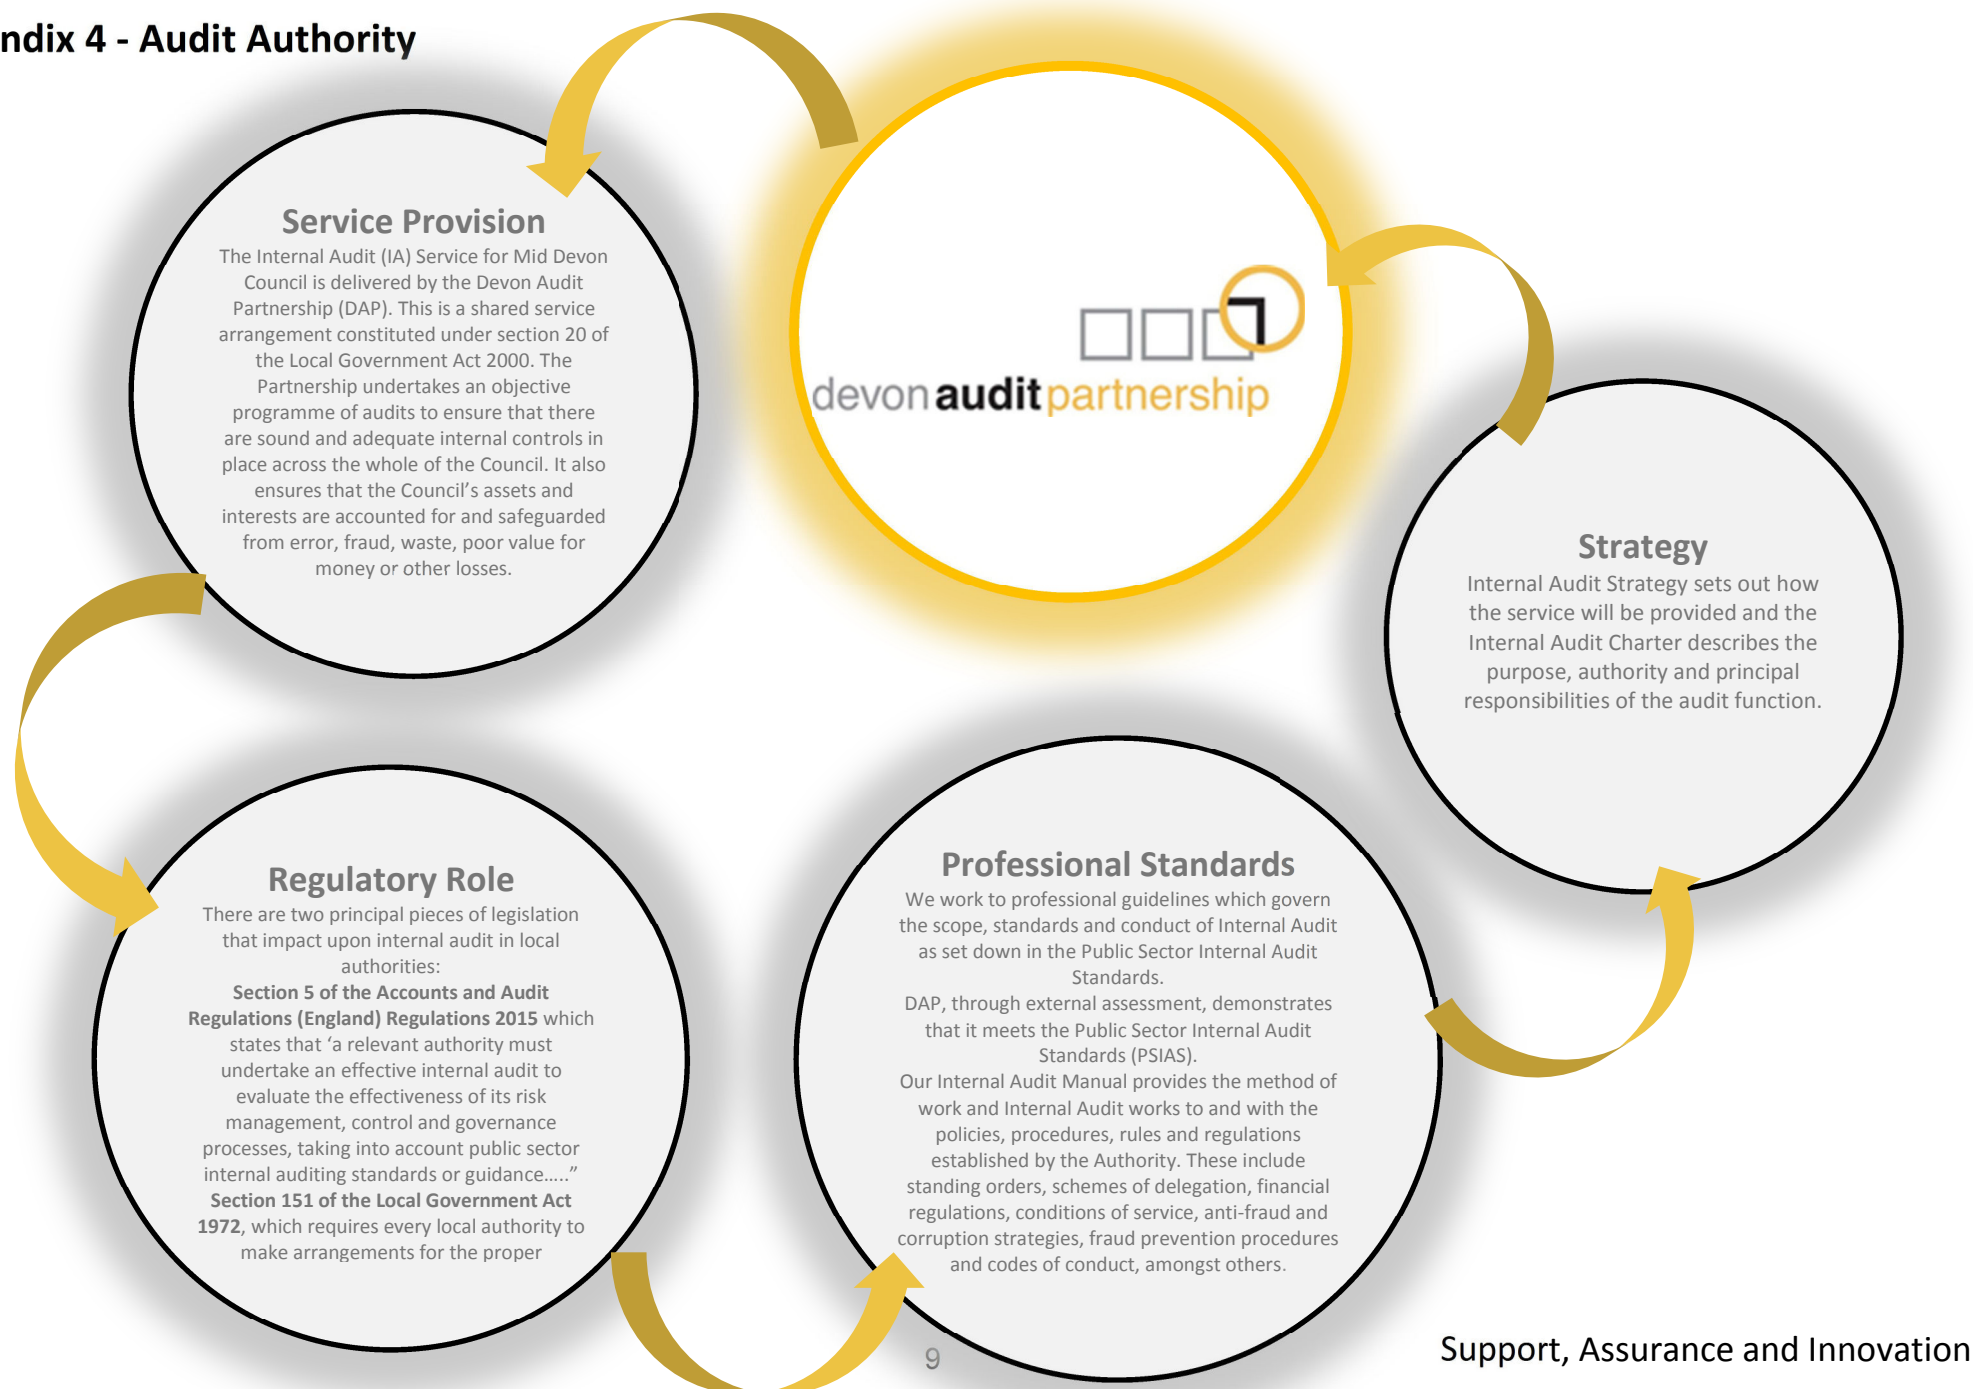 ndix 4 - Audit Authority
Service Provision
The Internal Audit (IA) Service for Mid Devon
Council is delivered by the Devon Audit
Partnership (DAP). This is a shared service
arrangement constituted under section 20 of
the Local Government Act 2000. The
Partnership undertakes an objective
programme of audits to ensure that there
are sound and adequate internal controls in
place across the whole of the Council. It also
ensures that the Council’s assets and
interests are accounted for and safeguarded
from error, fraud, waste, poor value for
money or other losses.
devonauditpartnership
Strategy
Internal Audit Strategy sets out how
the service will be provided and the
Internal Audit Charter describes the
purpose, authority and principal
responsibilities of the audit function.
Regulatory Role
There are two principal pieces of legislation
that impact upon internal audit in local
authorities:
Section 5 of the Accounts and Audit
Regulations (England) Regulations 2015 which
states that ‘a relevant authority must
undertake an effective internal audit to
evaluate the effectiveness of its risk
management, control and governance
processes, taking into account public sector
internal auditing standards or guidance…..”
Section 151 of the Local Government Act
1972, which requires every local authority to
make arrangements for the proper
Professional Standards
We work to professional guidelines which govern
the scope, standards and conduct of Internal Audit
as set down in the Public Sector Internal Audit
Standards.
DAP, through external assessment, demonstrates
that it meets the Public Sector Internal Audit
Standards (PSIAS).
Our Internal Audit Manual provides the method of
work and Internal Audit works to and with the
policies, procedures, rules and regulations
established by the Authority. These include
standing orders, schemes of delegation, financial
regulations, conditions of service, anti-fraud and
corruption strategies, fraud prevention procedures
and codes of conduct, amongst others.
9
Support, Assurance and Innovation